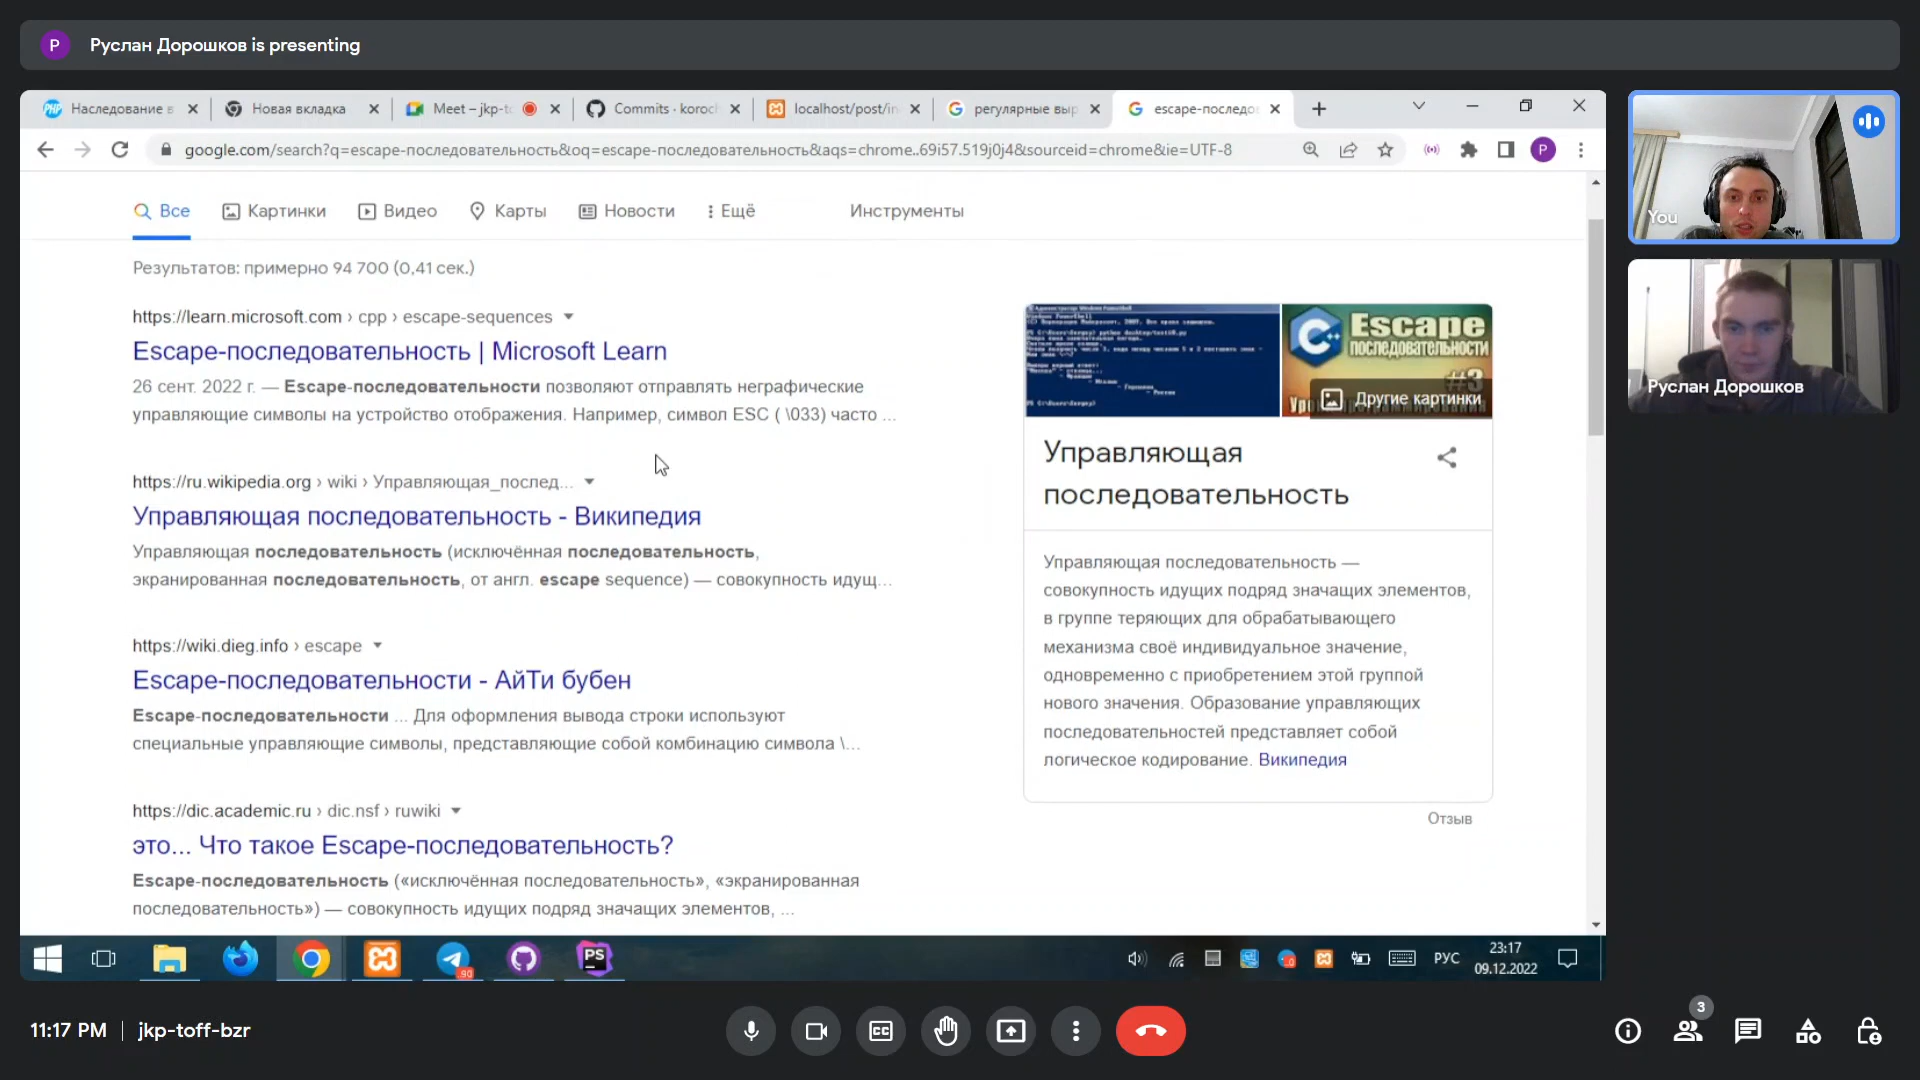 P
Руслан Дорошков is presenting
Наследование в
Новая вкладка
Meet – jkp-to
Commits · koroch
localhost/post/in
регулярные выр
escape-последо
google.com/search?q=escape-последовательность&oq=escape-последовательность&aqs=chrome..69i57.519j0j4&sourceid=chrome&ie=UTF-8
P
Все
Картинки
Видео
Карты
Новости
Ещё
Инструменты
Результатов: примерно 94 700 (0,41 сек.)
https://learn.microsoft.com › cpp › escape-sequences
Escape-последовательность | Microsoft Learn
26 сент. 2022 г. — Escape-последовательности позволяют отправлять неграфические
управляющие символы на устройство отображения. Например, символ ESC ( \033) часто ...
https://ru.wikipedia.org › wiki › Управляющая_послед...
Управляющая последовательность - Википедия
Управляющая последовательность (исключённая последовательность,
экранированная последовательность, от англ. escape sequence) — совокупность идущ...
https://wiki.dieg.info › escape
Escape-последовательности - АйТи бубен
Escape-последовательности ... Для оформления вывода строки используют
специальные управляющие символы, представляющие собой комбинацию символа \...
https://dic.academic.ru › dic.nsf › ruwiki
это... Что такое Escape-последовательность?
Escape-последовательность («исключённая последовательность», «экранированная
последовательность») — совокупность идущих подряд значащих элементов, ...
Escape
последовательности
#3
Другие картинки
Управляющая
последовательность
Управляющая последовательность —
совокупность идущих подряд значащих элементов,
в группе теряющих для обрабатывающего
механизма своё индивидуальное значение,
одновременно с приобретением этой группой
нового значения. Образование управляющих
последовательностей представляет собой
логическое кодирование. Википедия
Отзыв
You
Руслан Дорошков
90
PS
РУС
23:17
09.12.2022
11:17 PM
jkp-toff-bzr
CC
3